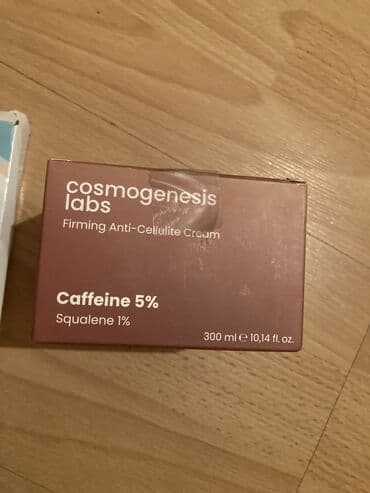 cosmogenesis
labs
Firming Anti-Cellulite Cream
Caffeine 5%
Squalene 1%
300 ml ℮ 10,14 fl. oz.